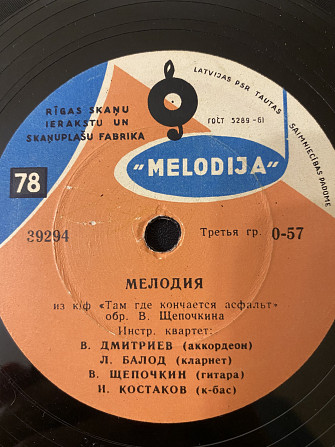 RĪGAS SKAŅU
IERAKSTU UN
SKAŅUPLAŠU FABRIKA
LATVIJAS PSR TAUTAS
SAIMNIECĪBAS PADOME
ГОСТ 5289-61
"MELODIJA"
78
39294
Третья гр. 0-57
МЕЛОДИЯ
из к/ф «Там где кончается асфальт»
обр. В. Щепочкина
Инстр. квартет:
В. ДМИТРИЕВ (аккордеон)
Л. БАЛОД (кларнет)
В. ЩЕПОЧКИН (гитара)
И. КОСТАКОВ (к-бас)